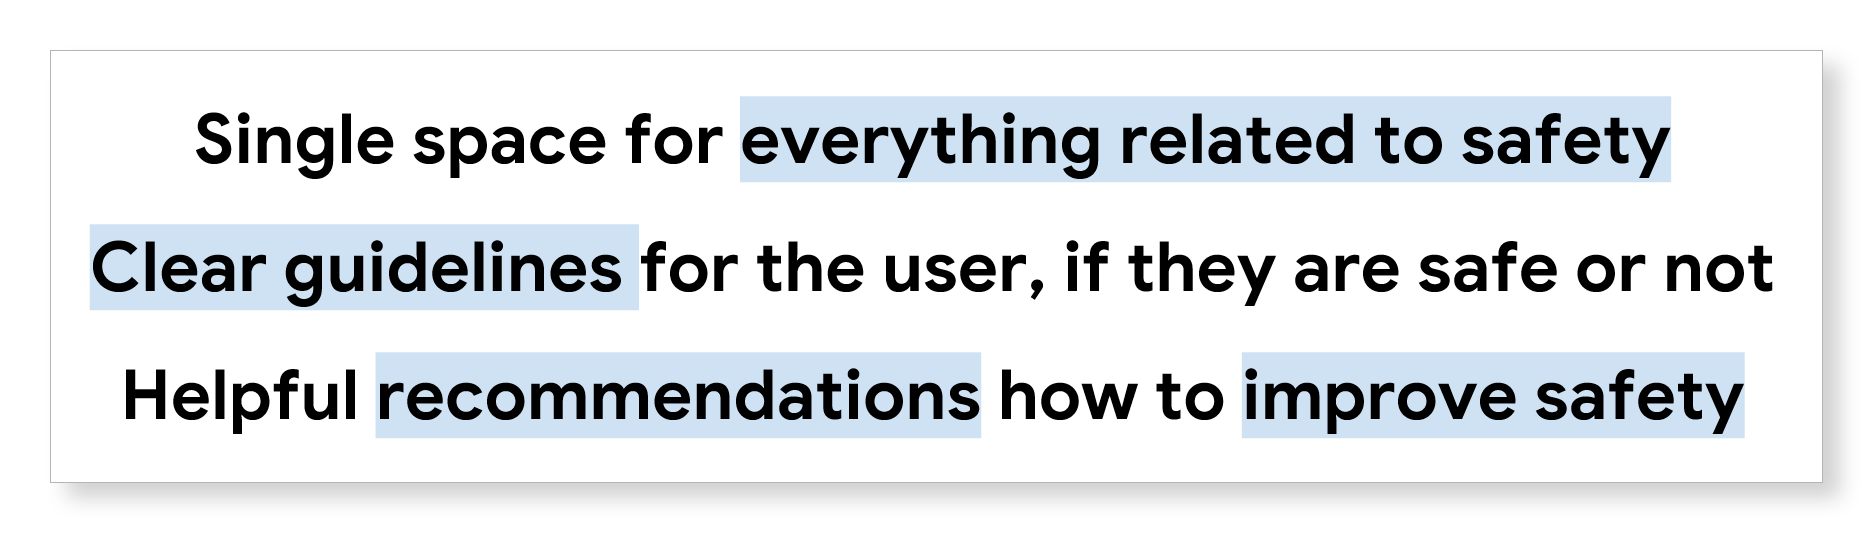 Single space for everything related to safety
Clear guidelines for the user, if they are safe or not
Helpful recommendations how to improve safety